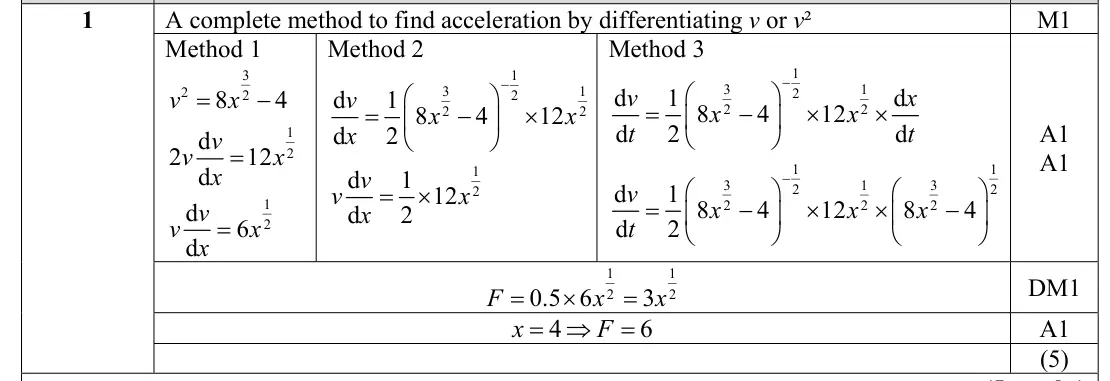 1 A complete method to find acceleration by differentiating v or v² M1
Method 1
v² = 8x^(3/2) − 4
2v dv/dx = 12x^(1/2)
v dv/dx = 6x^(1/2)
Method 2
dv/dx = 1/2 (8x^(3/2) − 4)^(−1/2) × 12x^(1/2)
v dv/dx = 1/2 × 12x^(1/2)
Method 3
dv/dt = 1/2 (8x^(3/2) − 4)^(−1/2) × 12x^(1/2) × dx/dt
dv/dt = 1/2 (8x^(3/2) − 4)^(−1/2) × 12x^(1/2) × (8x^(3/2) − 4)^(1/2)
A1
A1
F = 0.5 × 6x^(1/2) = 3x^(1/2) DM1
x = 4 ⇒ F = 6 A1
(5)